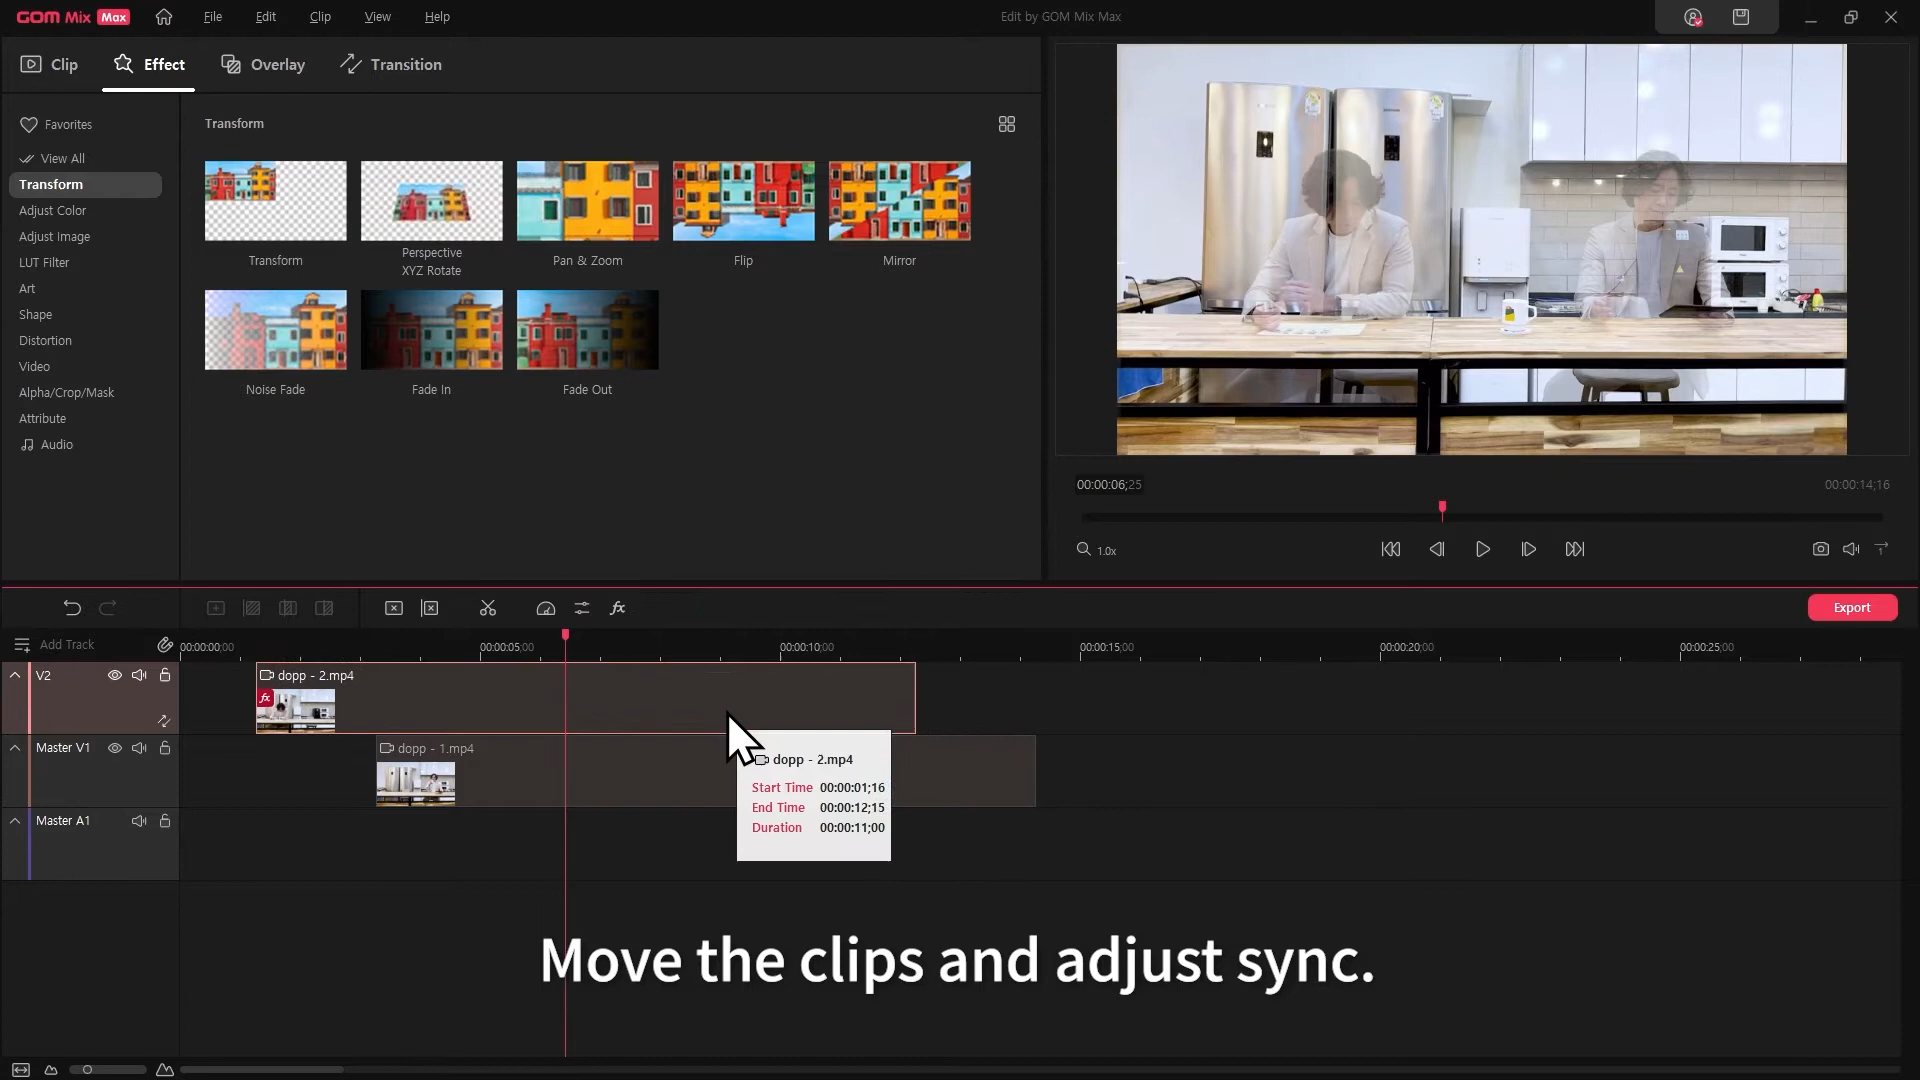 GOM Mix Max
File
Edit
Clip
View
Help
Edit by GOM Mix Max
Clip
Effect
Overlay
Transition
Favorites
View All
Transform
Adjust Color
Adjust Image
LUT Filter
Art
Shape
Distortion
Video
Alpha/Crop/Mask
Attribute
Audio
Transform
Transform
Perspective
XYZ Rotate
Pan & Zoom
Flip
Mirror
Noise Fade
Fade In
Fade Out
00:00:06;25
00:00:14;16
1.0x
fx
Export
Add Track
00:00:00;00
00:00:05;00
00:00:10;00
00:00:15;00
00:00:20;00
00:00:25;00
V2
dopp - 2.mp4
fx
Master V1
dopp - 1.mp4
Master A1
dopp - 2.mp4
Start Time 00:00:01;16
End Time 00:00:12;15
Duration 00:00:11;00
Move the clips and adjust sync.